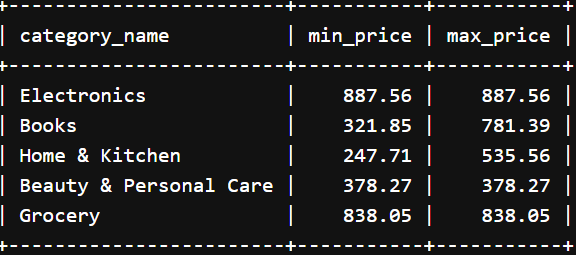 +------------------------+-----------+-----------+
| category_name          | min_price | max_price |
+------------------------+-----------+-----------+
| Electronics            |    887.56 |    887.56 |
| Books                  |    321.85 |    781.39 |
| Home & Kitchen         |    247.71 |    535.56 |
| Beauty & Personal Care |    378.27 |    378.27 |
| Grocery                |    838.05 |    838.05 |
+------------------------+-----------+-----------+